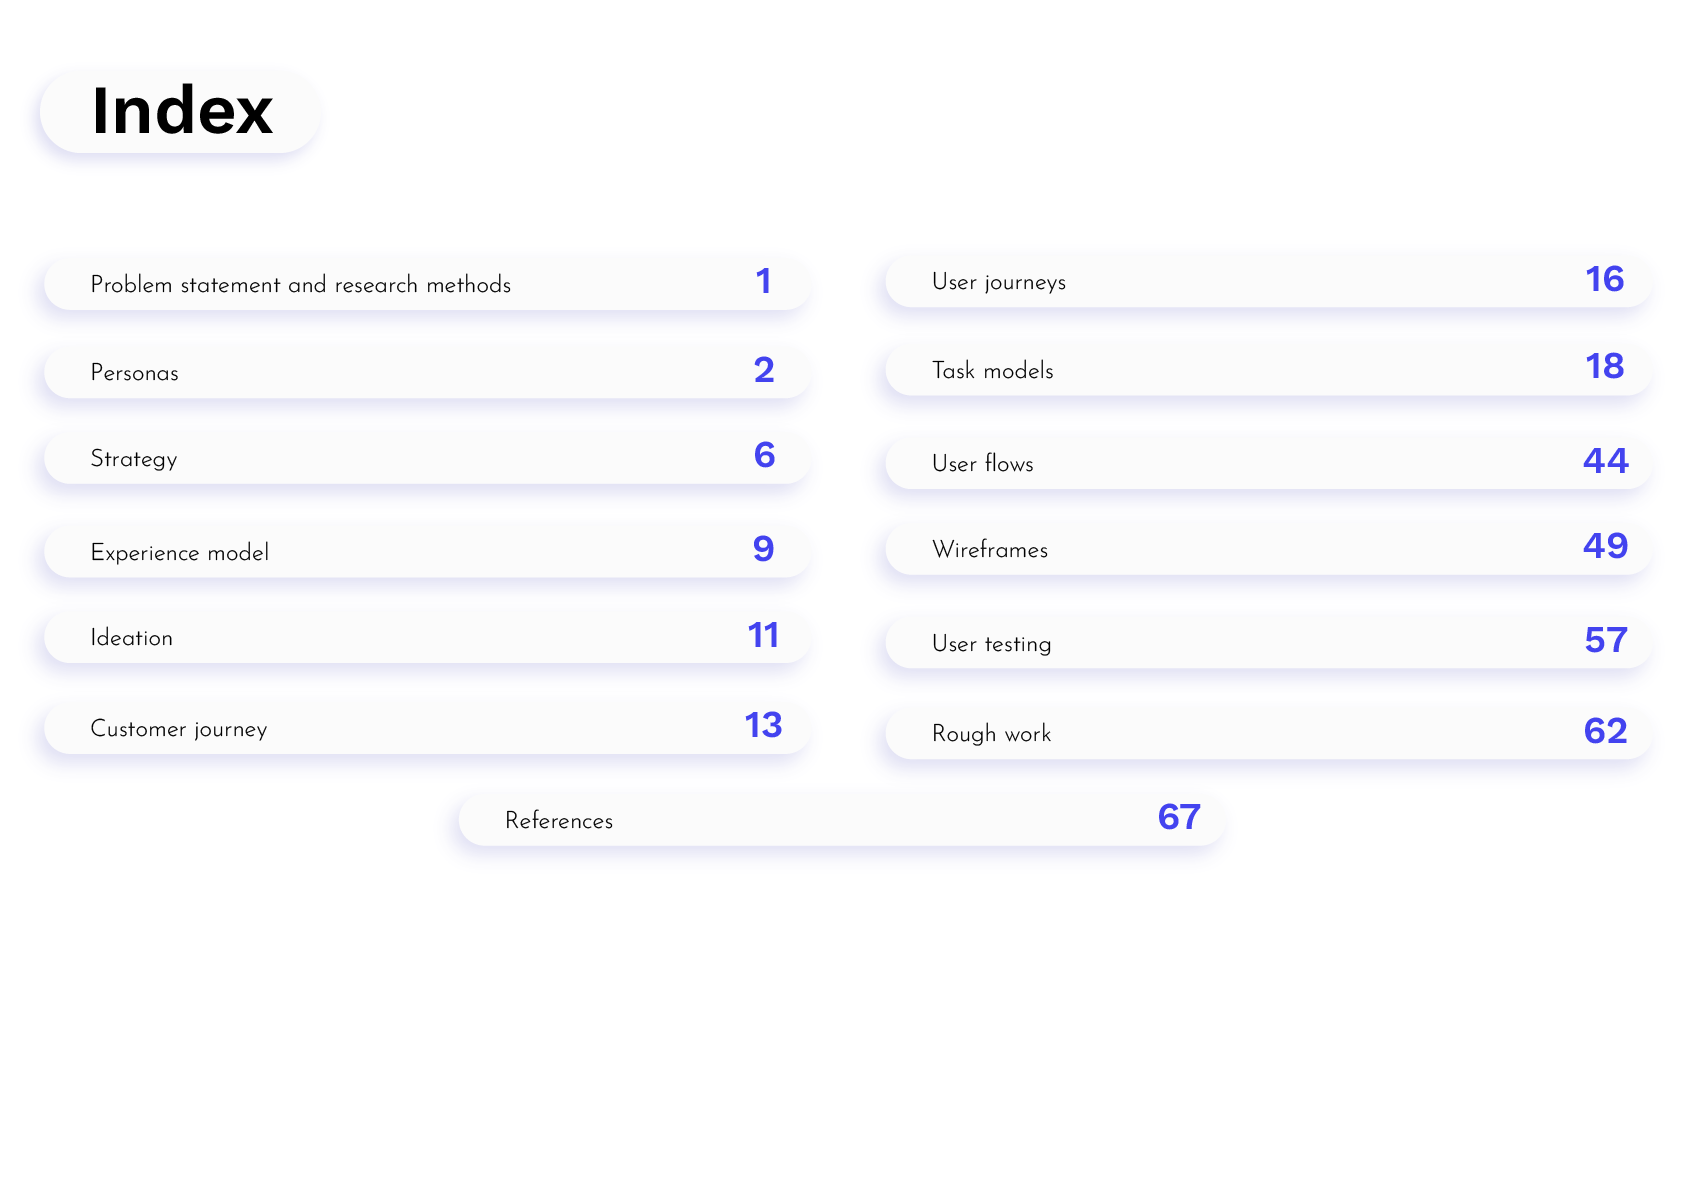 Index
Problem statement and research methods 1
Personas 2
Strategy 6
Experience model 9
Ideation 11
Customer journey 13
User journeys 16
Task models 18
User flows 44
Wireframes 49
User testing 57
Rough work 62
References 67